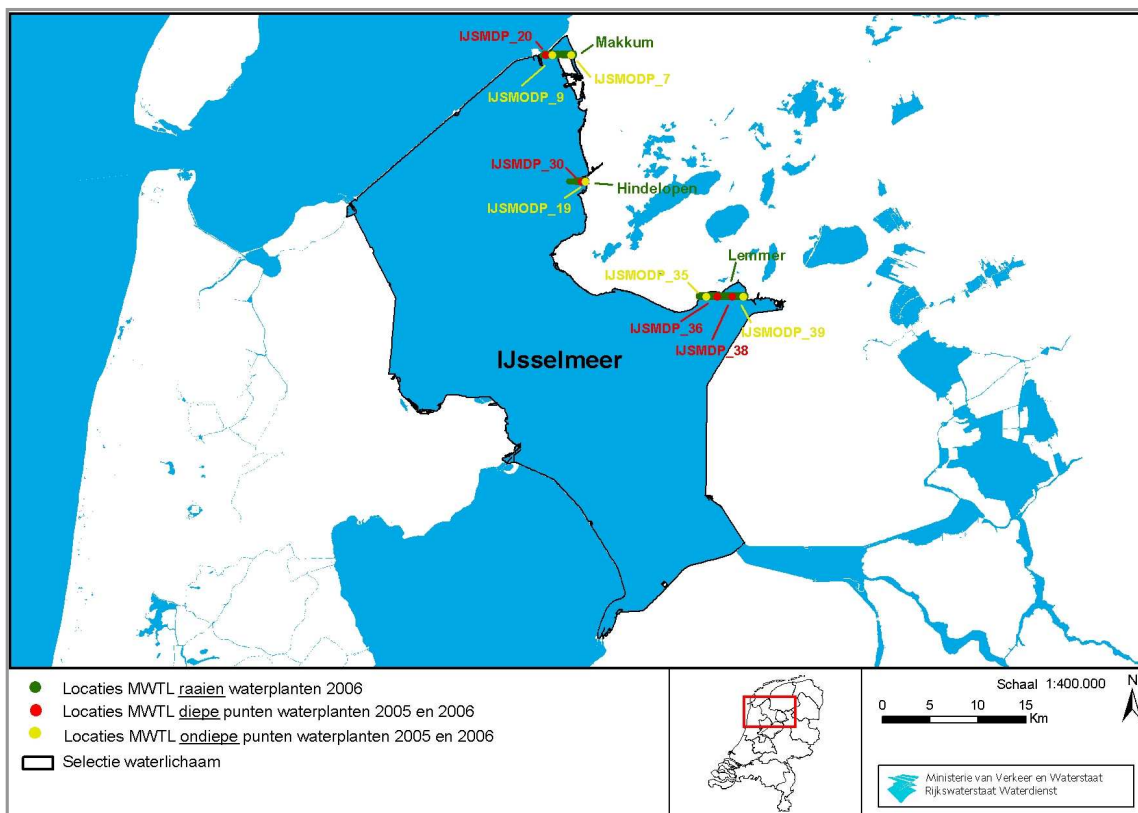 IJSMDP_20
Makkum
IJSMODP_7
IJSMODP_9
IJSMDP_30
Hindelopen
IJSMODP_19
Lemmer
IJSMODP_35
IJSMDP_36
IJSMODP_39
IJSMDP_38
IJsselmeer
Locaties MWTL raaien waterplanten 2006
Locaties MWTL diepe punten waterplanten 2005 en 2006
Locaties MWTL ondiepe punten waterplanten 2005 en 2006
Selectie waterlichaam
Schaal 1:400.000
N
0 5 10 15
Km
Ministerie van Verkeer en Waterstaat
Rijkswaterstaat Waterdienst